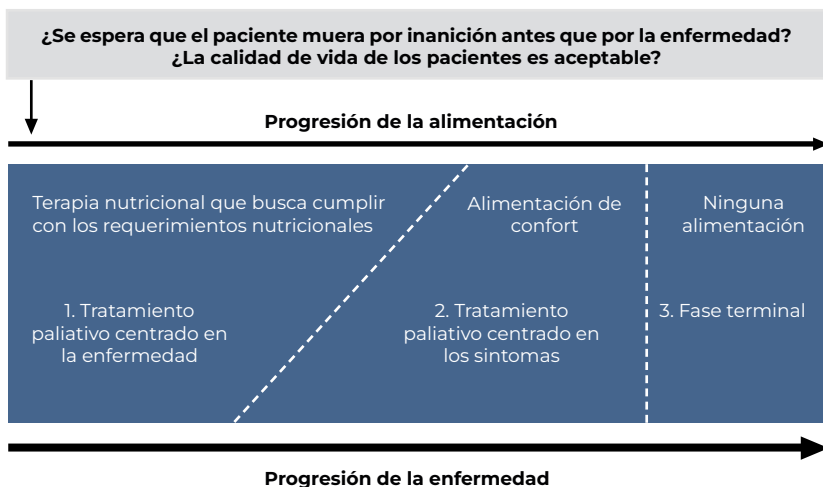 ¿Se espera que el paciente muera por inanición antes que por la enfermedad?
¿La calidad de vida de los pacientes es aceptable?
Progresión de la alimentación
Terapia nutricional que busca cumplir
con los requerimientos nutricionales
Alimentación de
confort
Ninguna
alimentación
1. Tratamiento
paliativo centrado en
la enfermedad
2. Tratamiento
paliativo centrado en
los sintomas
3. Fase terminal
Progresión de la enfermedad